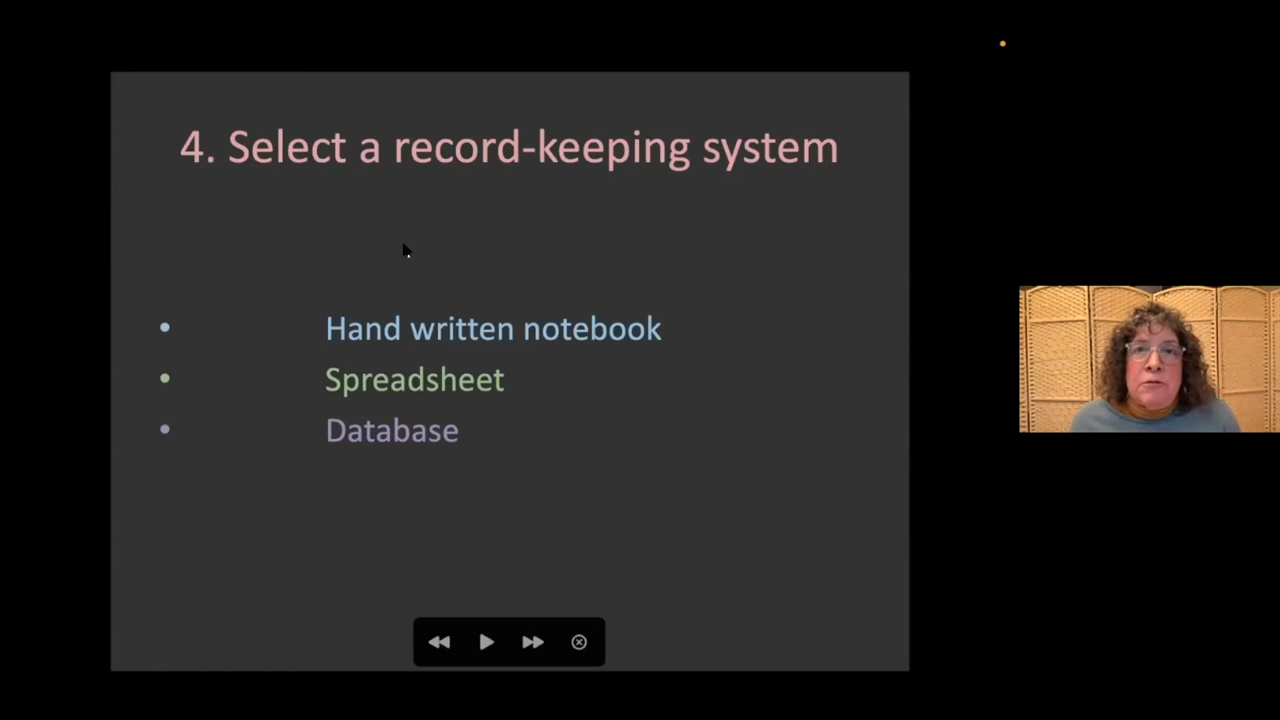 4. Select a record-keeping system
• Hand written notebook
• Spreadsheet
• Database